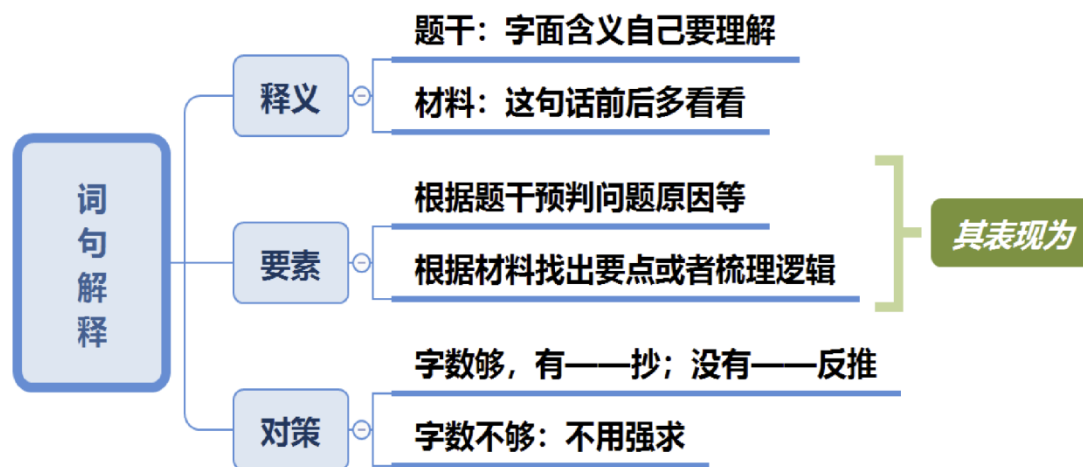 词句解释
释义
题干：字面含义自己要理解
材料：这句话前后多看看
要素
根据题干预判问题原因等
根据材料找出要点或者梳理逻辑
其表现为
对策
字数够，有——抄；没有——反推
字数不够：不用强求